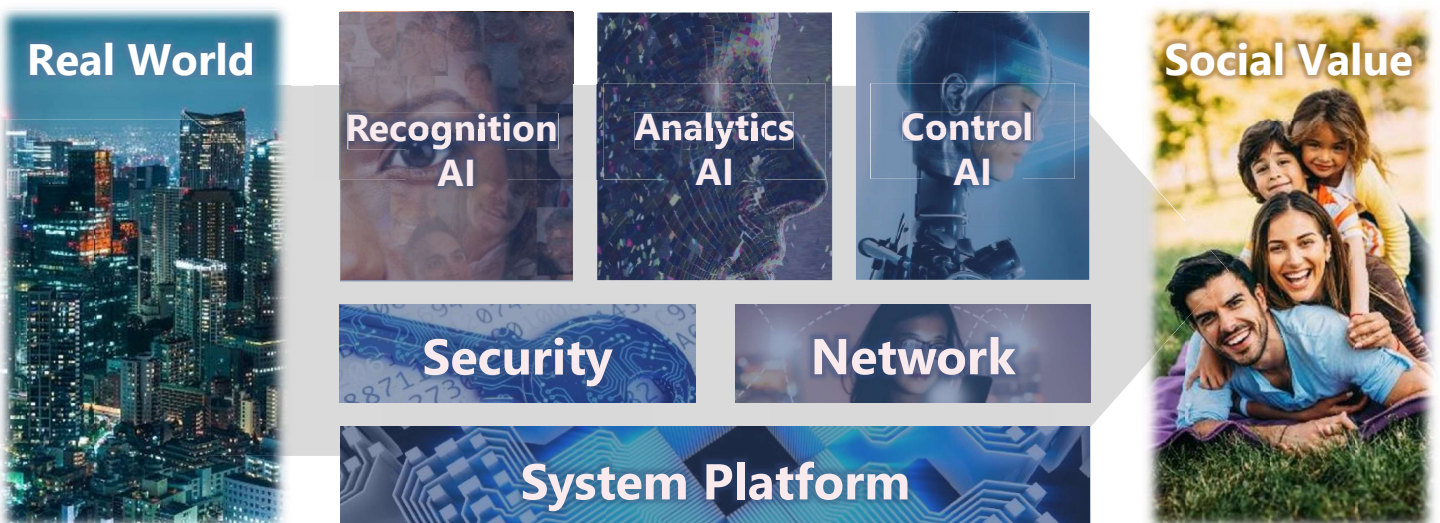 Real World
Recognition
AI
Analytics
AI
Control
AI
Social Value
Security
Network
System Platform